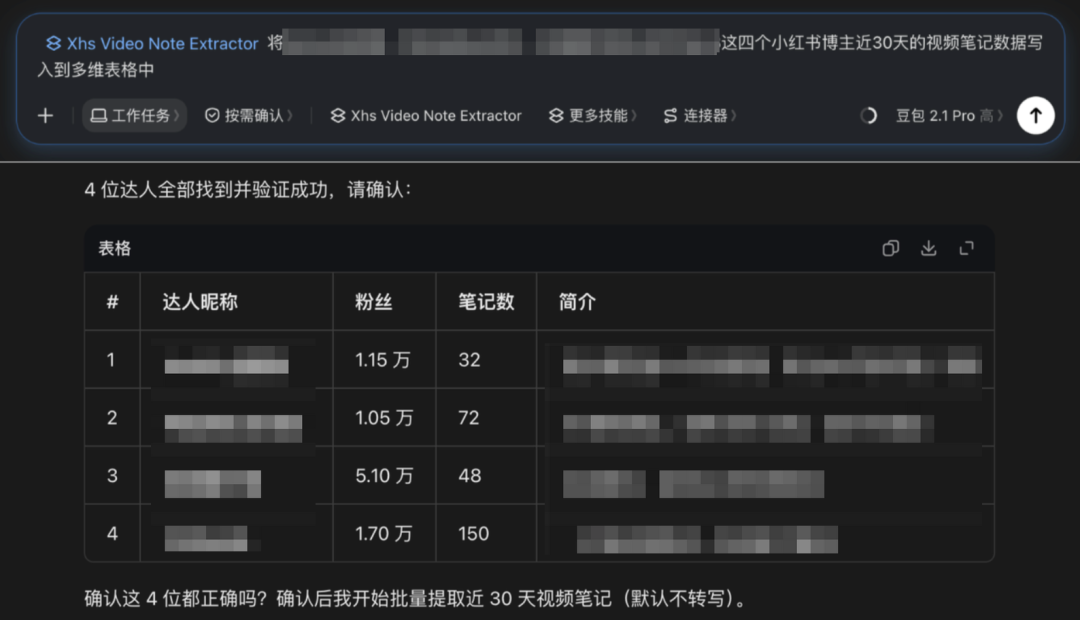 Xhs Video Note Extractor 将 这四个小红书博主近30天的视频笔记数据写
入到多维表格中
工作任务 按需确认 Xhs Video Note Extractor 更多技能 连接器 豆包 2.1 Pro 高
4 位达人全部找到并验证成功，请确认：
表格
# 达人昵称 粉丝 笔记数 简介
1 1.15 万 32
2 1.05 万 72
3 5.10 万 48
4 1.70 万 150
确认这 4 位都正确吗？确认后我开始批量提取近 30 天视频笔记（默认不转写）。